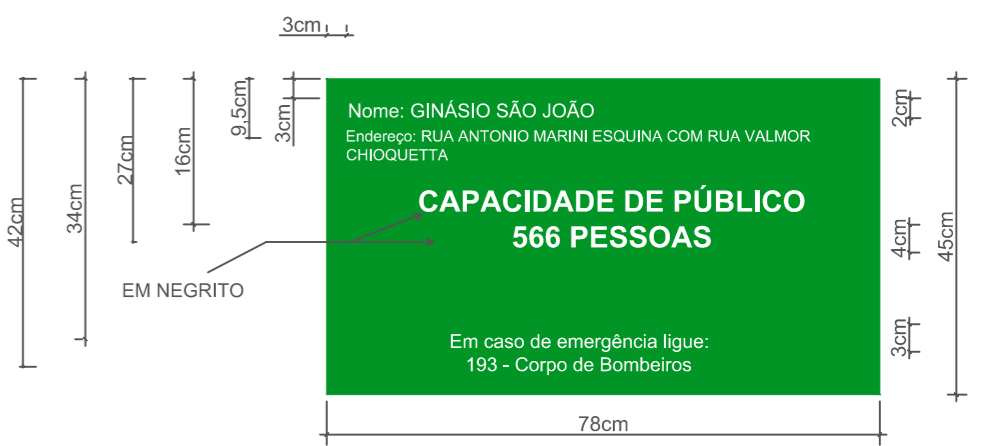 3cm
42cm
34cm
27cm
16cm
9,5cm
3cm
Nome: GINÁSIO SÃO JOÃO
Endereço: RUA ANTONIO MARINI ESQUINA COM RUA VALMOR
CHIOQUETTA
CAPACIDADE DE PÚBLICO
566 PESSOAS
EM NEGRITO
Em caso de emergência ligue:
193 - Corpo de Bombeiros
2cm
4cm
3cm
45cm
78cm